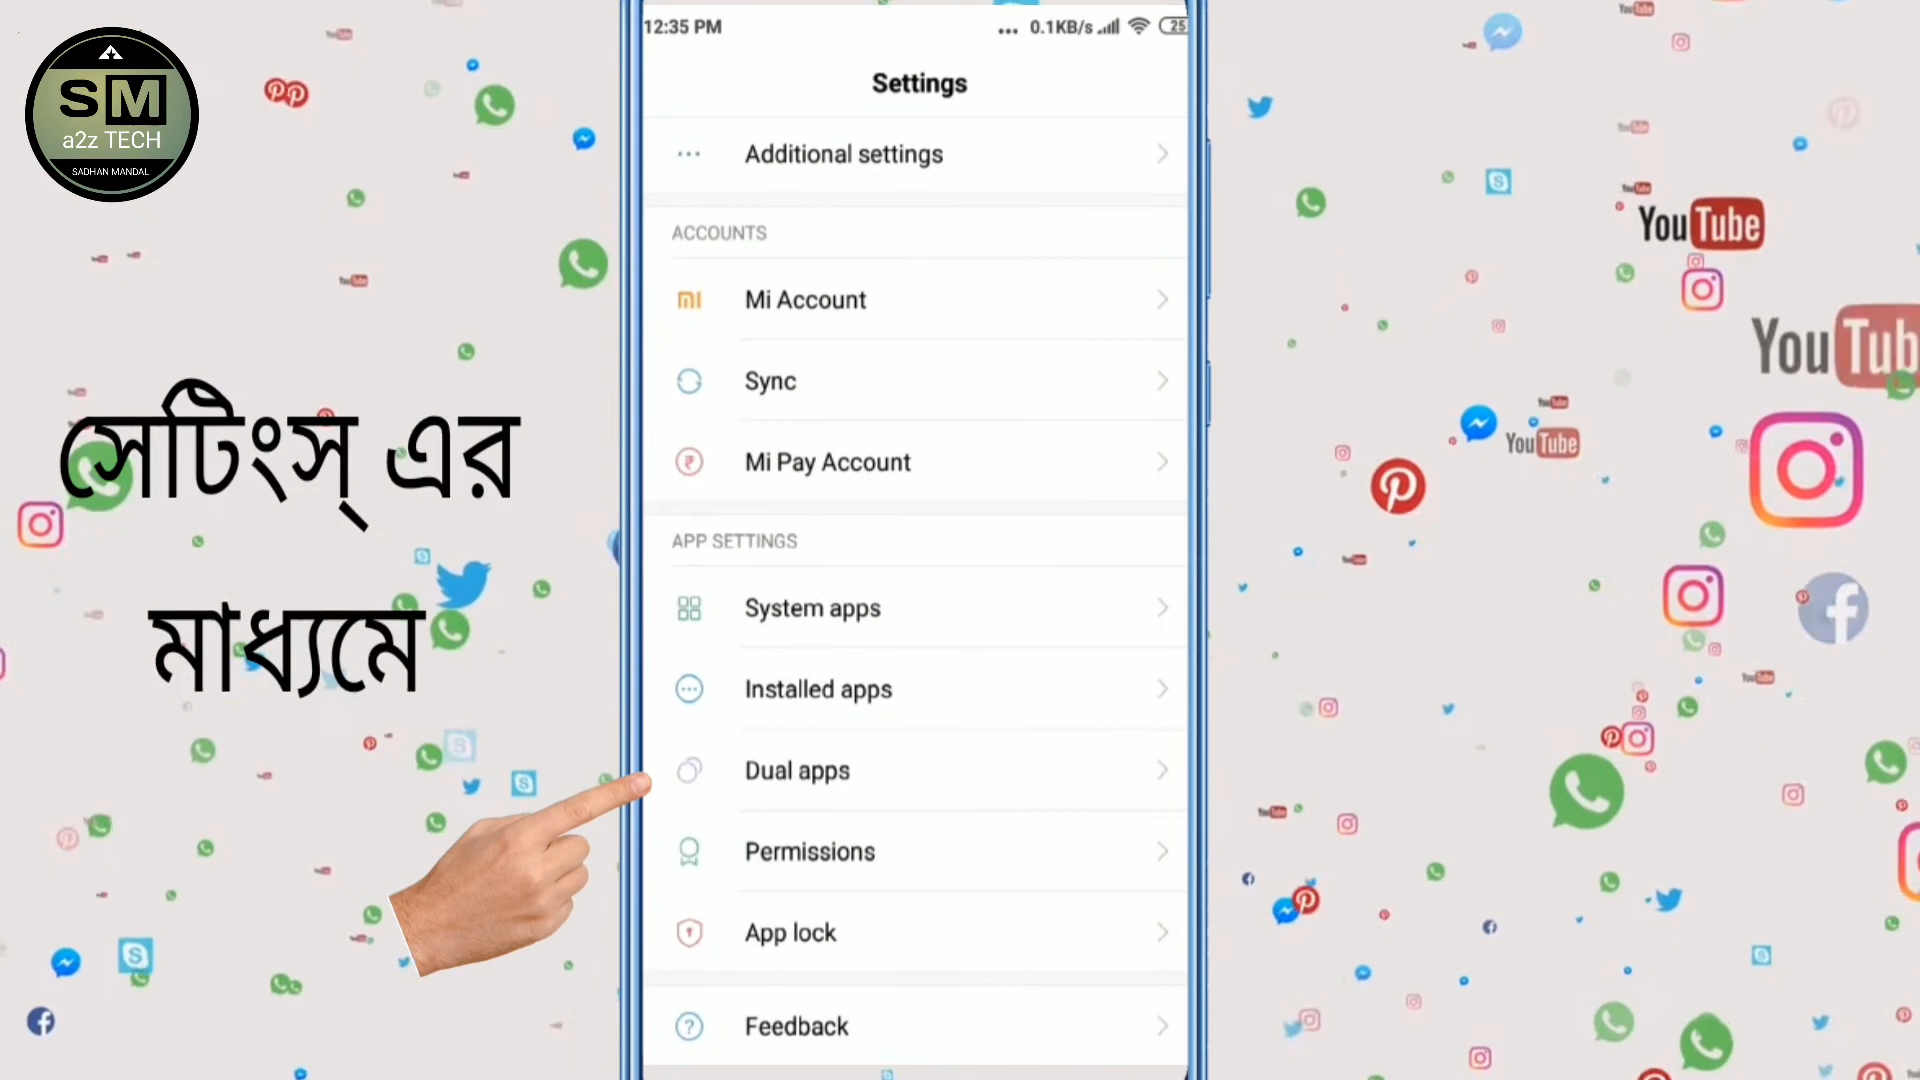 SM
a2z TECH
SADHAN MANDAL
সেটিংস্ এর
মাধ্যমে
12:35 PM
... 0.1KB/s 25
Settings
Additional settings
ACCOUNTS
Mi Account
Sync
Mi Pay Account
APP SETTINGS
System apps
Installed apps
Dual apps
Permissions
App lock
Feedback
YouTube
YouTub
YouTube